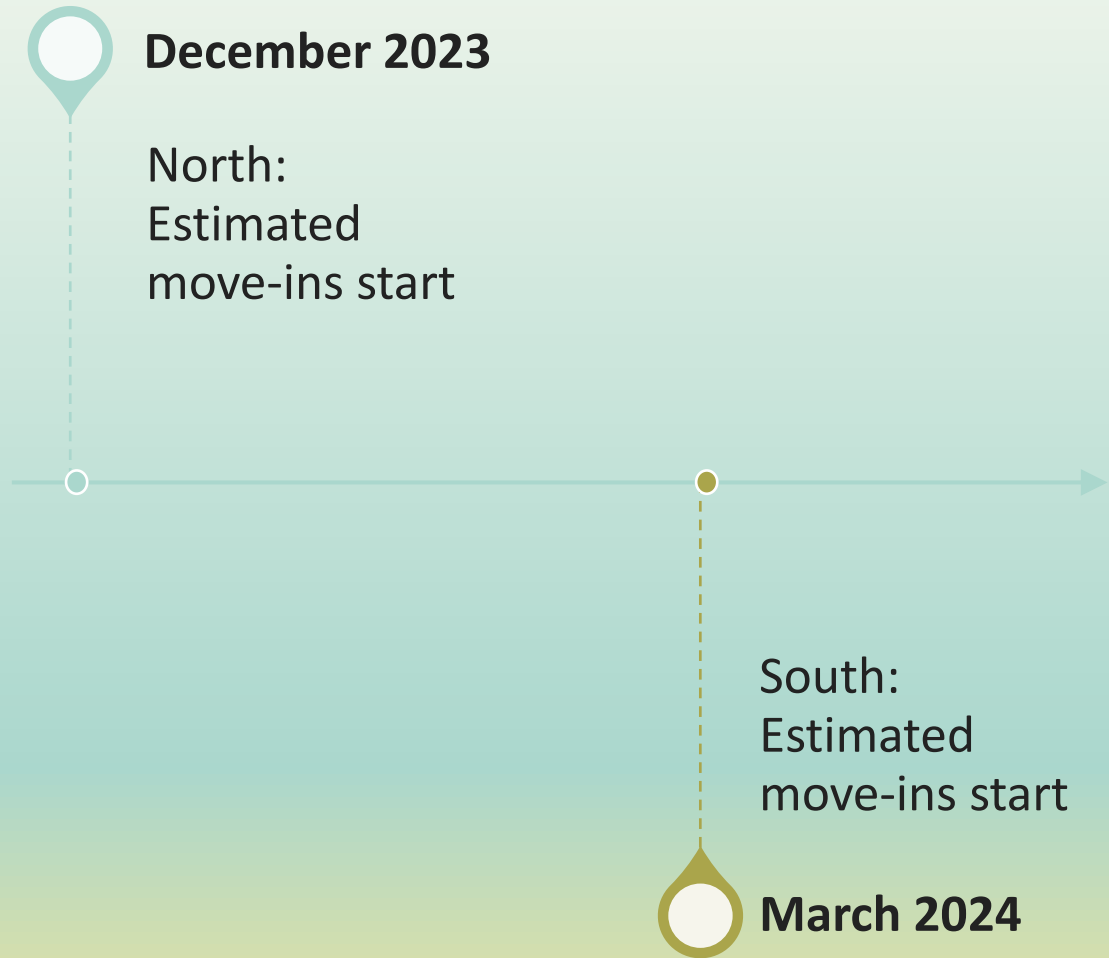 December 2023
North:
Estimated
move-ins start
South:
Estimated
move-ins start
March 2024